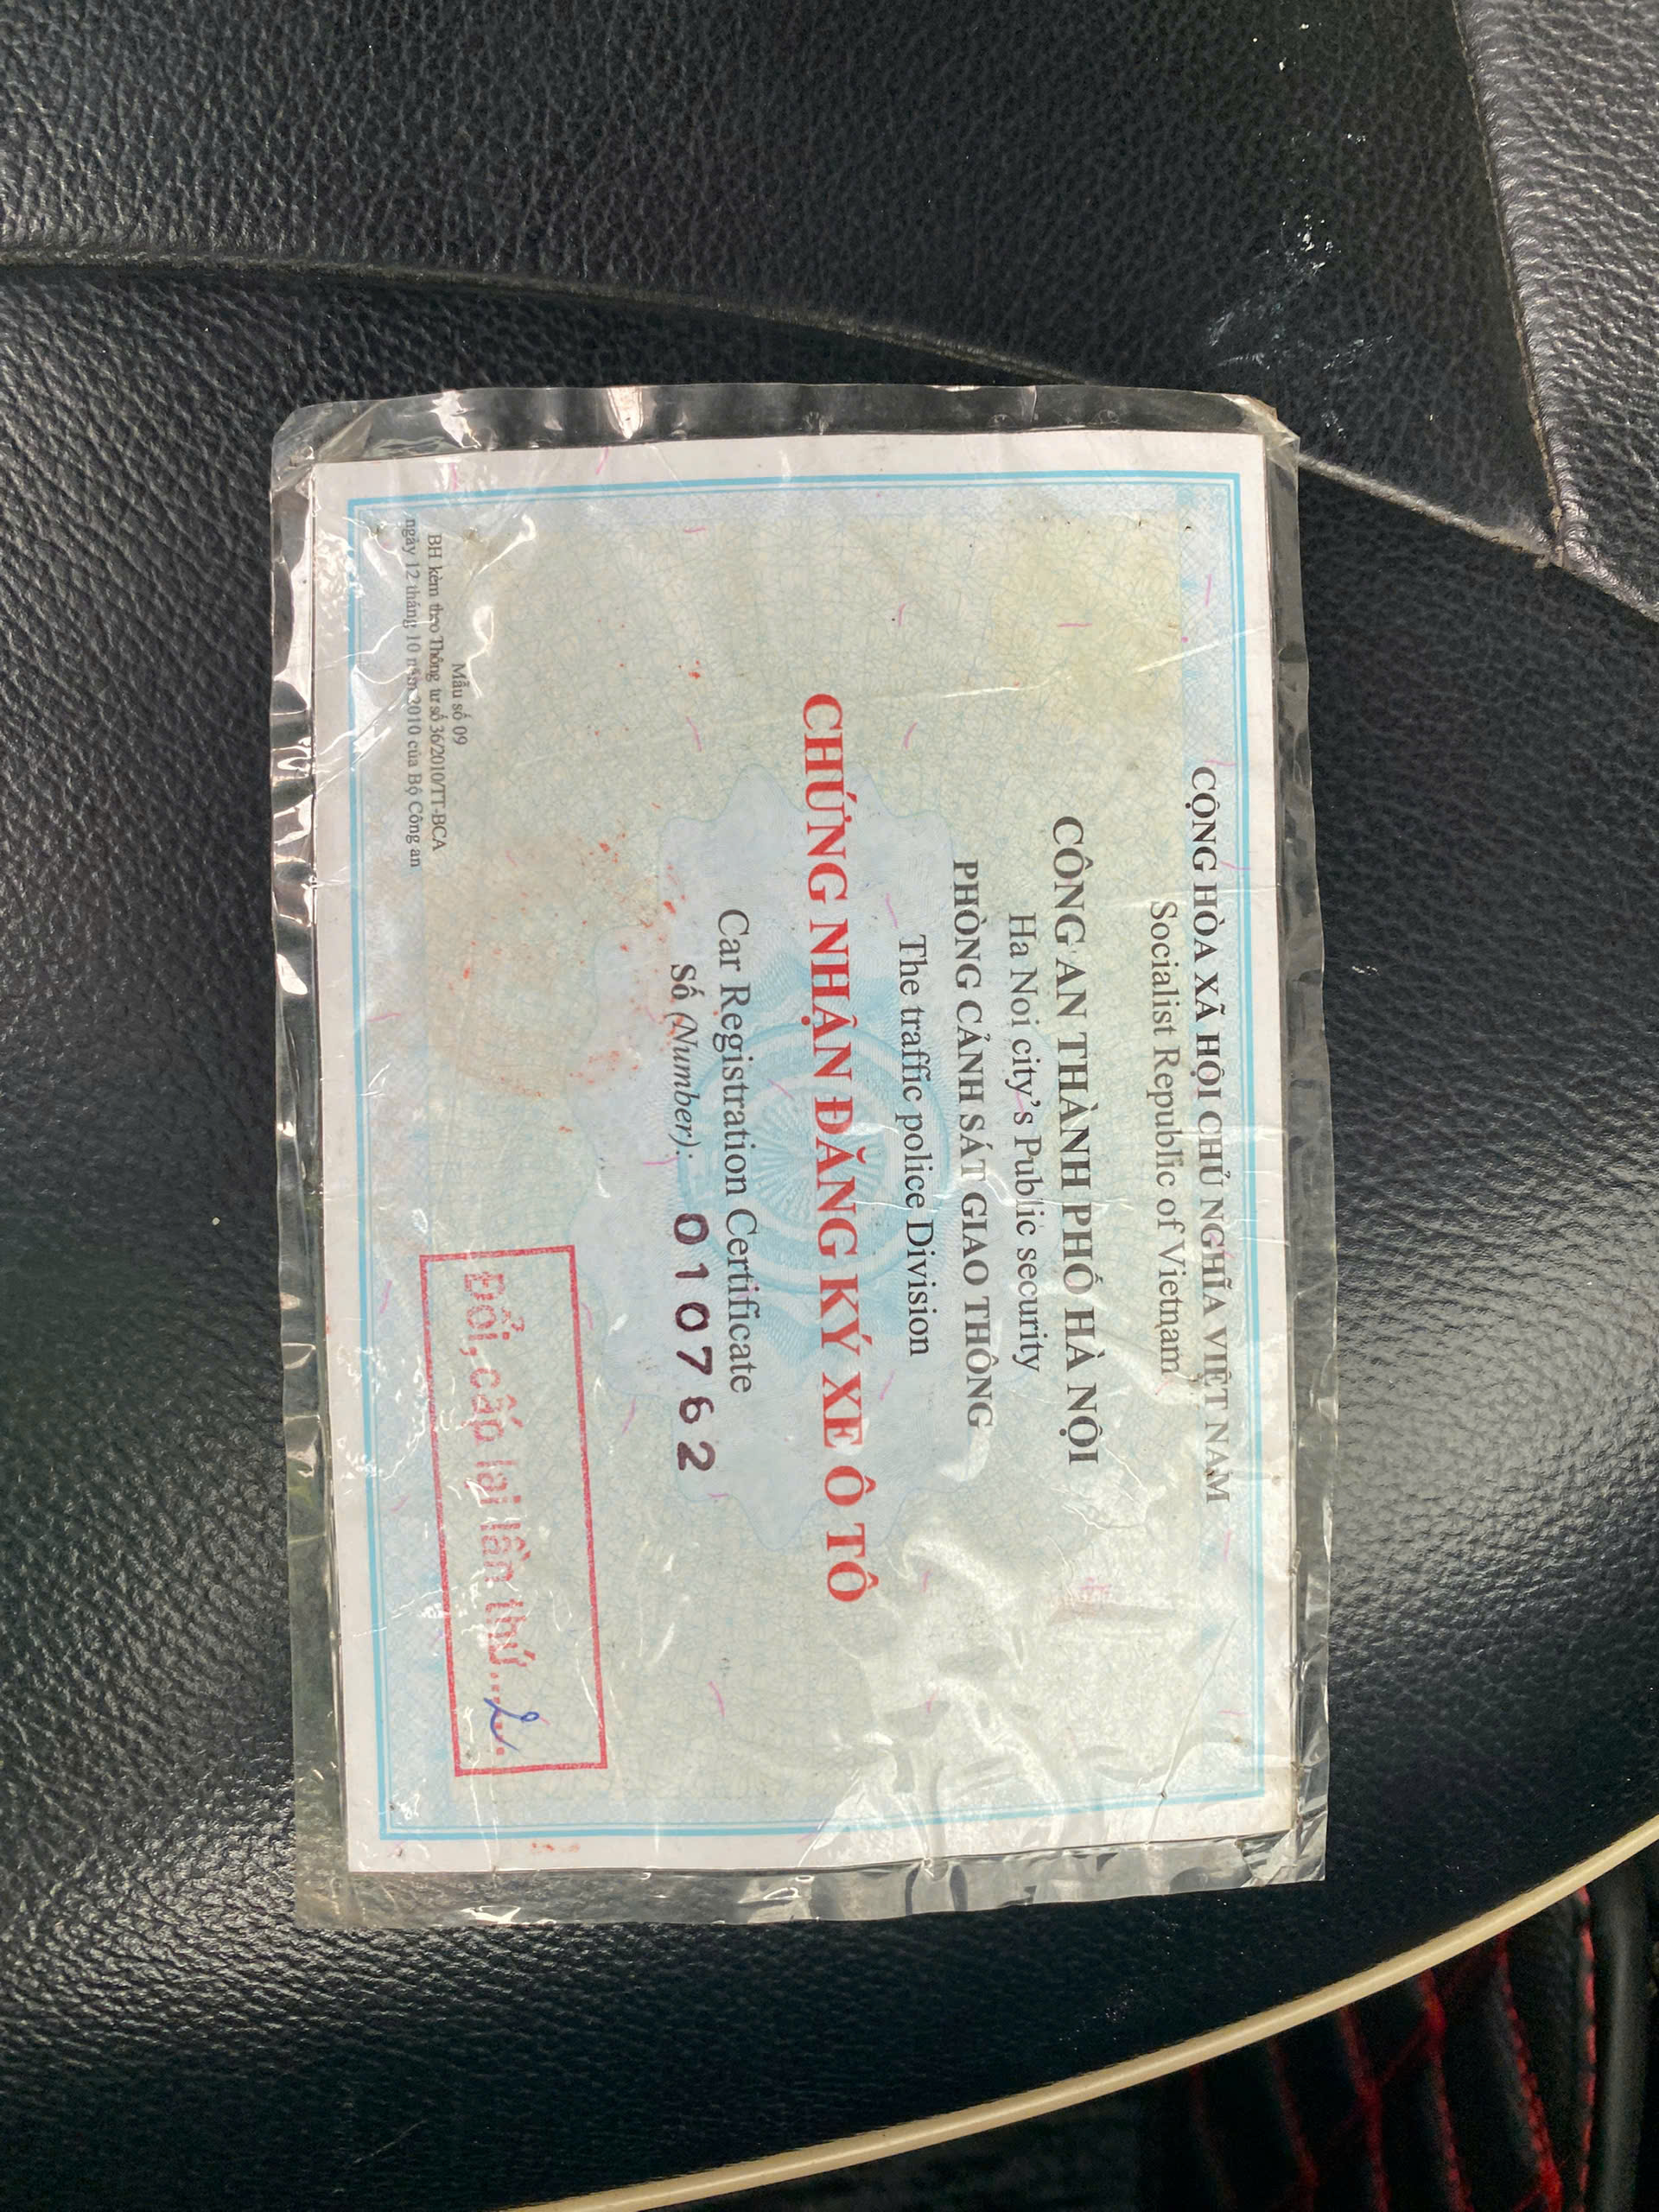 CỘNG HÒA XÃ HỘI CHỦ NGHĨA VIỆT NAM
Socialist Republic of Vietnam
CÔNG AN THÀNH PHỐ HÀ NỘI
Ha Noi city's Public security
PHÒNG CẢNH SÁT GIAO THÔNG
The traffic police Division
CHỨNG NHẬN ĐĂNG KÝ XE Ô TÔ
Car Registration Certificate
Số (Number): 010762
Đổi, cấp lại lần thứ....2.
Mẫu số 09
BH kèm theo Thông tư số 36/2010/TT-BCA
ngày 12 tháng 10 năm 2010 của Bộ Công an